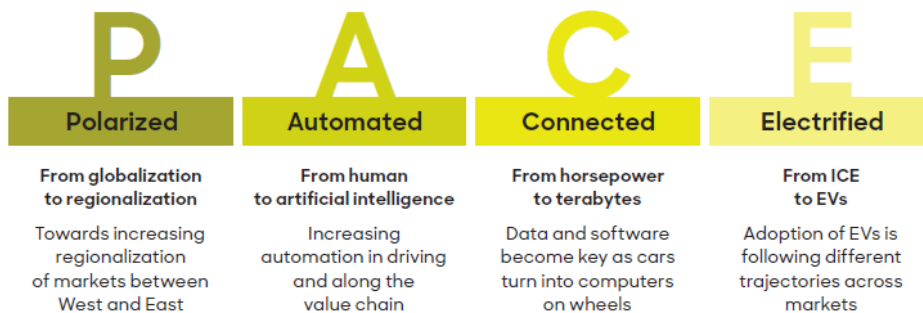 P
Polarized
From globalization
to regionalization
Towards increasing
regionalization
of markets between
West and East
A
Automated
From human
to artificial intelligence
Increasing
automation in driving
and along the
value chain
C
Connected
From horsepower
to terabytes
Data and software
become key as cars
turn into computers
on wheels
E
Electrified
From ICE
to EVs
Adoption of EVs is
following different
trajectories across
markets